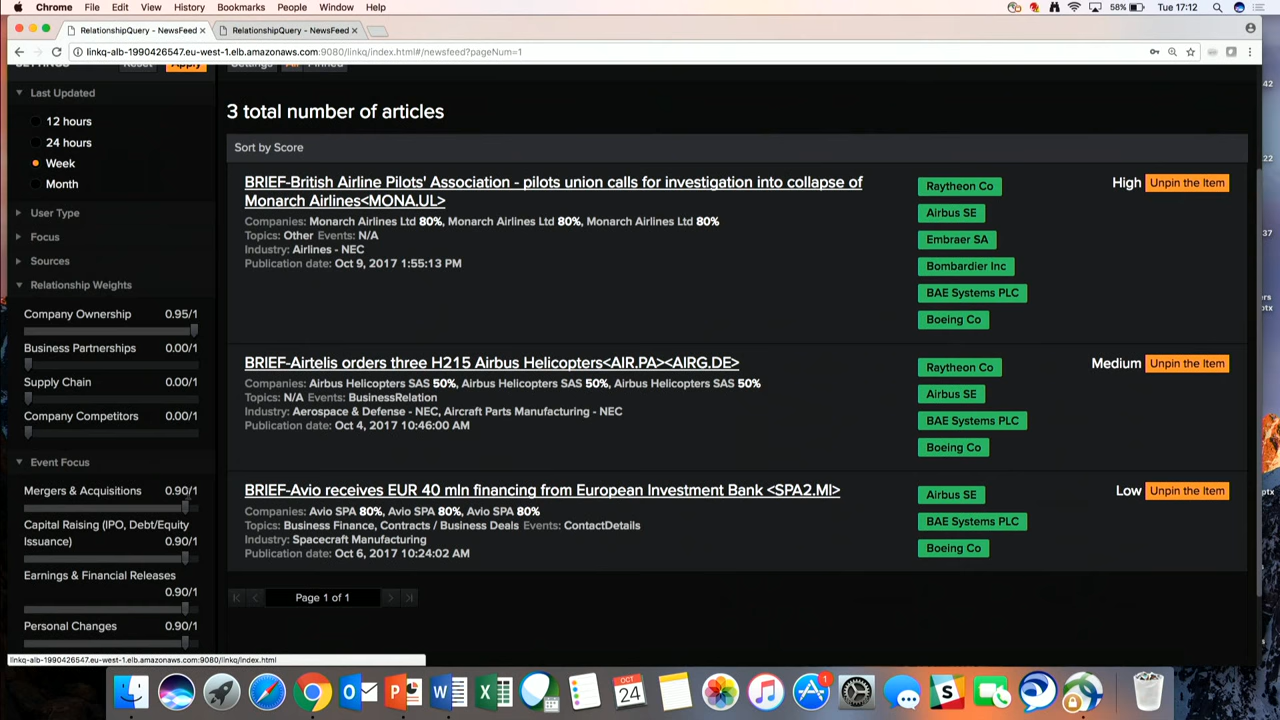 Chrome File Edit View History Bookmarks People Window Help
58% Tue 17:12
RelationshipQuery - NewsFeed × RelationshipQuery - NewsFeed ×
linkq-alb-1990426547.eu-west-1.elb.amazonaws.com:9080/linkq/index.html#/newsfeed?pageNum=1
SETTINGS Reset Apply Settings All Pinned
Last Updated
12 hours
24 hours
Week
Month
User Type
Focus
Sources
Relationship Weights
Company Ownership 0.95/1
Business Partnerships 0.00/1
Supply Chain 0.00/1
Company Competitors 0.00/1
Event Focus
Mergers & Acquisitions 0.90/1
Capital Raising (IPO, Debt/Equity
Issuance) 0.90/1
Earnings & Financial Releases
0.90/1
Personal Changes 0.90/1
3 total number of articles
Sort by Score
BRIEF-British Airline Pilots' Association - pilots union calls for investigation into collapse of
Monarch Airlines<MONA.UL>
Companies: Monarch Airlines Ltd 80%, Monarch Airlines Ltd 80%, Monarch Airlines Ltd 80%
Topics: Other Events: N/A
Industry: Airlines - NEC
Publication date: Oct 9, 2017 1:55:13 PM
Raytheon Co
Airbus SE
Embraer SA
Bombardier Inc
BAE Systems PLC
Boeing Co
High Unpin the Item
BRIEF-Airtelis orders three H215 Airbus Helicopters<AIR.PA><AIRG.DE>
Companies: Airbus Helicopters SAS 50%, Airbus Helicopters SAS 50%, Airbus Helicopters SAS 50%
Topics: N/A Events: BusinessRelation
Industry: Aerospace & Defense - NEC, Aircraft Parts Manufacturing - NEC
Publication date: Oct 4, 2017 10:46:00 AM
Raytheon Co
Airbus SE
BAE Systems PLC
Boeing Co
Medium Unpin the Item
BRIEF-Avio receives EUR 40 mln financing from European Investment Bank <SPA2.MI>
Companies: Avio SPA 80%, Avio SPA 80%, Avio SPA 80%
Topics: Business Finance, Contracts / Business Deals Events: ContactDetails
Industry: Spacecraft Manufacturing
Publication date: Oct 6, 2017 10:24:02 AM
Airbus SE
BAE Systems PLC
Boeing Co
Low Unpin the Item
Page 1 of 1
linkq-alb-1990426547.eu-west-1.elb.amazonaws.com:9080/linkq/index.html
OCT
24
1